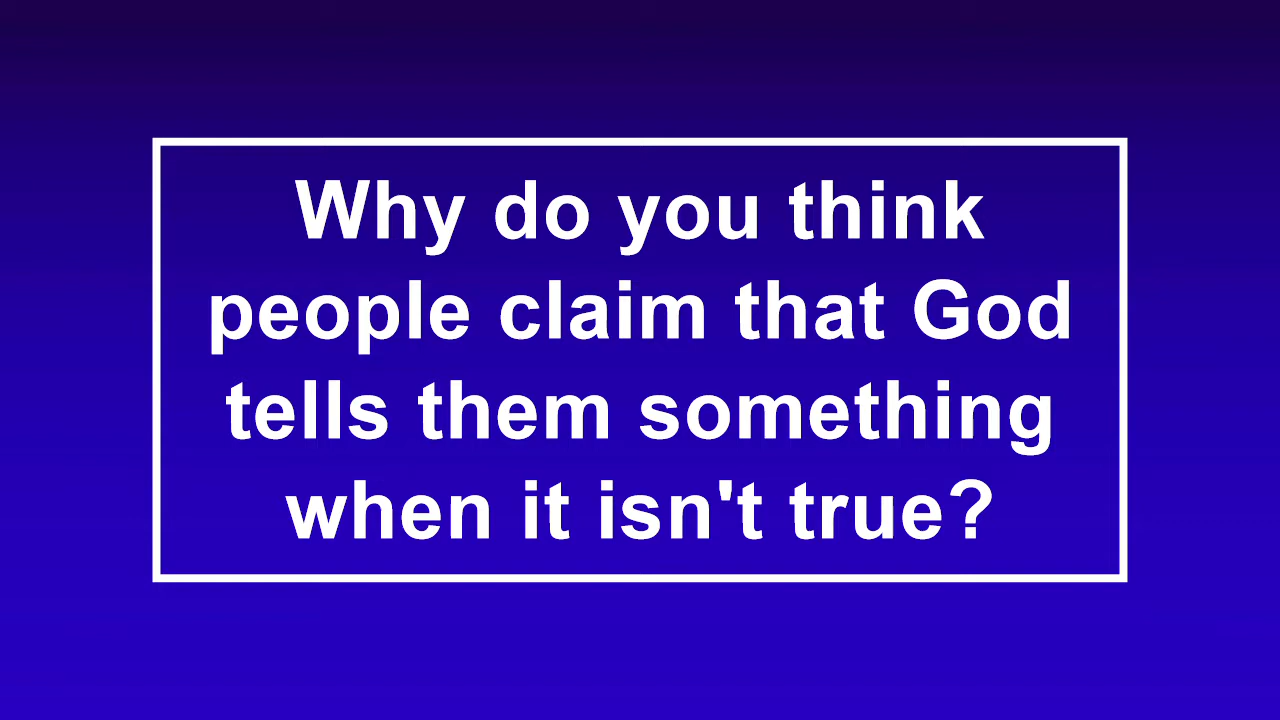 Why do you think
people claim that God
tells them something
when it isn't true?